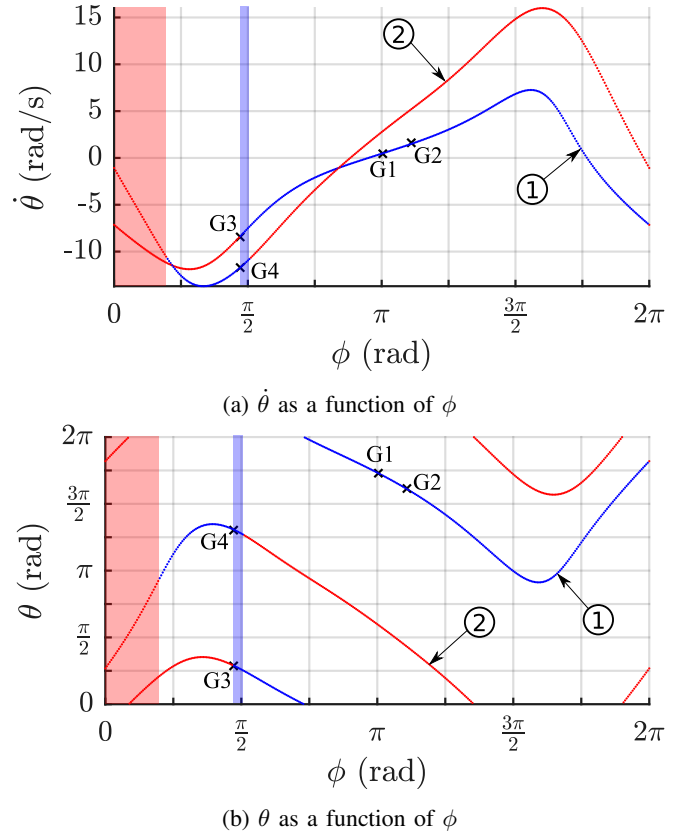 15
10
5
0
-5
-10
θ̇ (rad/s)
2
G1
G2
1
G3
G4
0
π/2
π
3π/2
2π
ϕ (rad)
(a) θ̇ as a function of ϕ
2π
3π/2
π
π/2
0
θ (rad)
G1
G2
G4
1
2
G3
0
π/2
π
3π/2
2π
ϕ (rad)
(b) θ as a function of ϕ